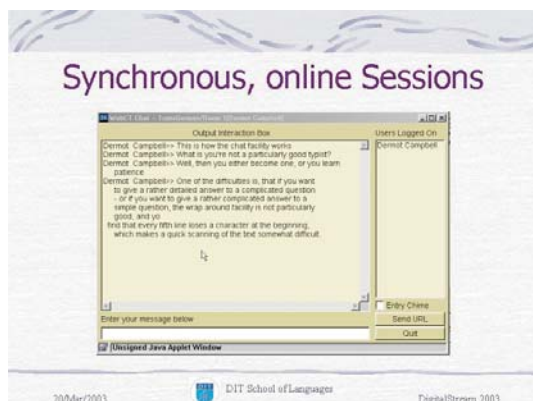 Synchronous, online Sessions
WebCT Chat -
Output Interaction Box
Users Logged On
Dermot Campbell>> This is how the chat facility works
Dermot Campbell>> What is you're not a particularly good typist?
Dermot Campbell>> Well, then you either become one, or you learn
patience
Dermot Campbell>> One of the difficulties is, that if you want
to give a rather detailed answer to a complicated question
- or if you want to give a rather complicated answer to a
simple question, the wrap around facility is not particularly
good, and yo
find that every fifth line loses a character at the beginning,
which makes a quick scanning of the text somewhat difficult.
Dermot Campbell
Entry Chime
Enter your message below
Send URL
Quit
Unsigned Java Applet Window
20/Mar/2003
DIT
DIT School of Languages
DigitalStream 2003